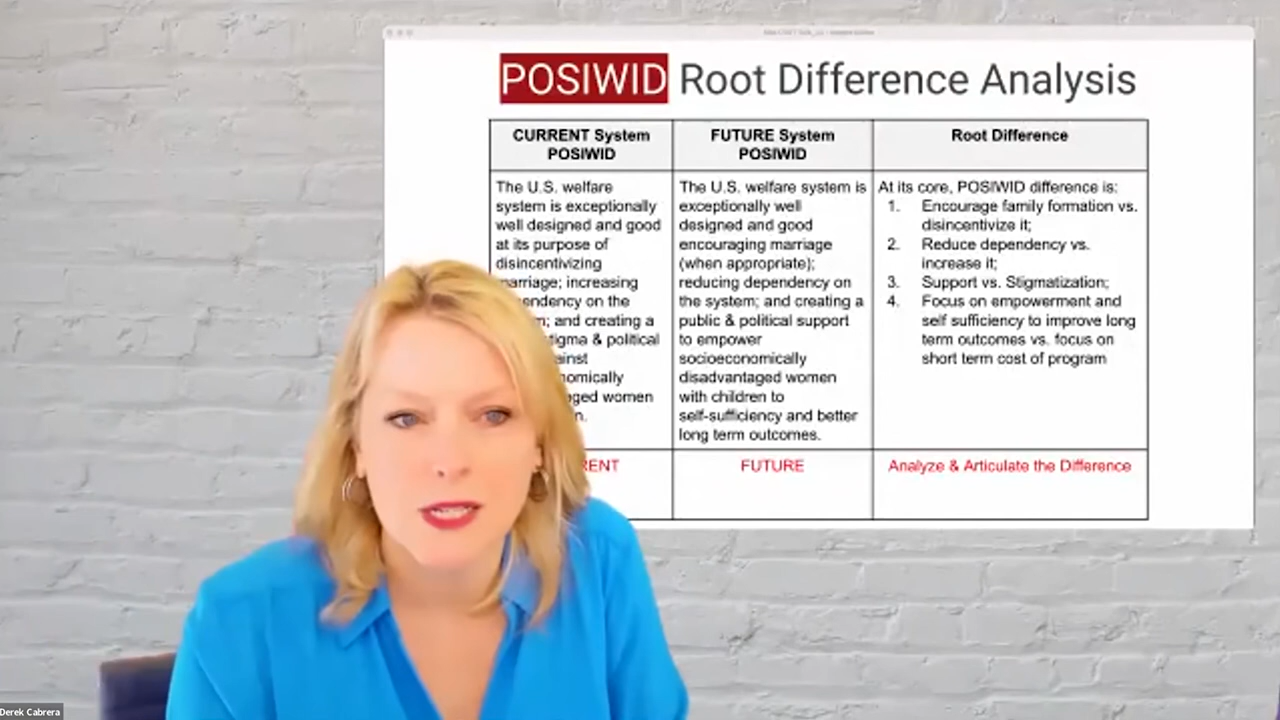 POSIWID Root Difference Analysis
CURRENT System
POSIWID
FUTURE System
POSIWID
Root Difference
The U.S. welfare
system is exceptionally
well designed and good
at its purpose of
disincentivizing
marriage; increasing
on the
and creating a
& political
women
The U.S. welfare system is
exceptionally well
designed and good
encouraging marriage
(when appropriate);
reducing dependency on
the system; and creating a
public & political support
to empower
socioeconomically
disadvantaged women
with children to
self-sufficiency and better
long term outcomes.
At its core, POSIWID difference is:
1. Encourage family formation vs.
disincentivize it;
2. Reduce dependency vs.
increase it;
3. Support vs. Stigmatization;
4. Focus on empowerment and
self sufficiency to improve long
term outcomes vs. focus on
short term cost of program
FUTURE
Analyze & Articulate the Difference
Derek Cabrera